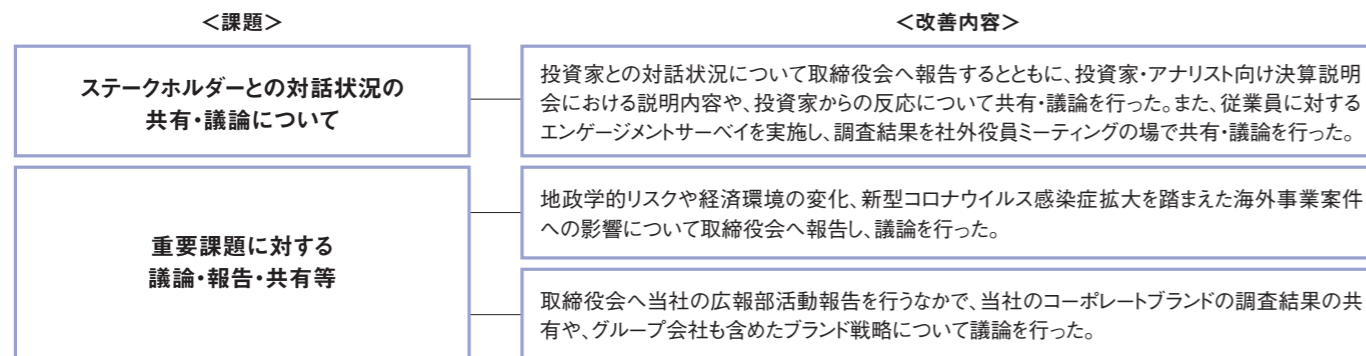 ＜課題＞
＜改善内容＞
ステークホルダーとの対話状況の
共有・議論について
投資家との対話状況について取締役会へ報告するとともに、投資家・アナリスト向け決算説明
会における説明内容や、投資家からの反応について共有・議論を行った。また、従業員に対する
エンゲージメントサーベイを実施し、調査結果を社外役員ミーティングの場で共有・議論を行った。
重要課題に対する
議論・報告・共有等
地政学的リスクや経済環境の変化、新型コロナウイルス感染症拡大を踏まえた海外事業案件
への影響について取締役会へ報告し、議論を行った。
取締役会へ当社の広報部活動報告を行うなかで、当社のコーポレートブランドの調査結果の共
有や、グループ会社も含めたブランド戦略について議論を行った。